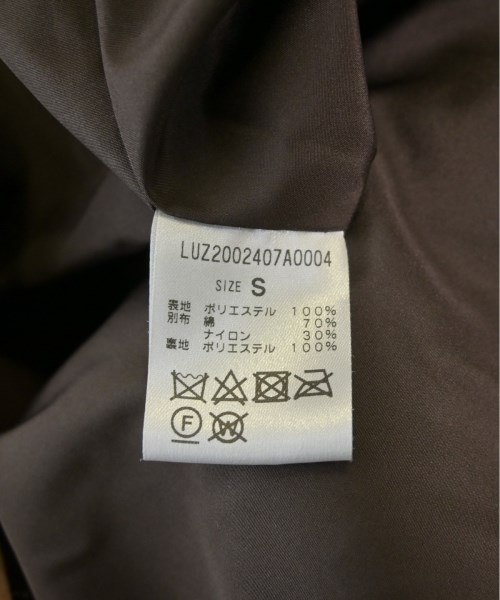 LUZ2002407A0004
SIZE S
表地 ポリエステル 100%
別布 綿 70%
ナイロン 30%
裏地 ポリエステル 100%
F W